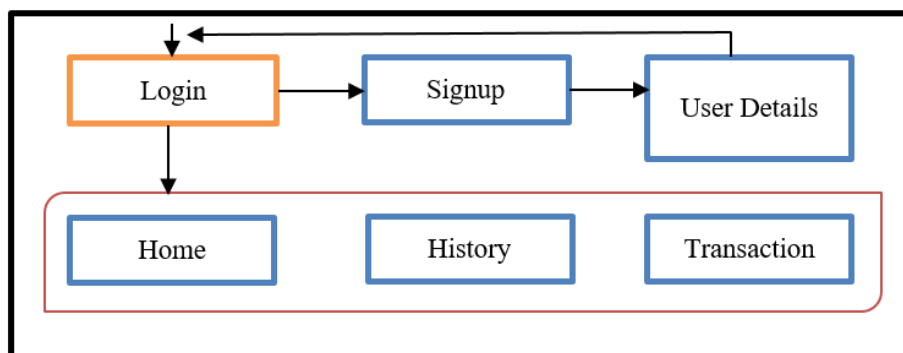 Login
Signup
User Details
Home
History
Transaction